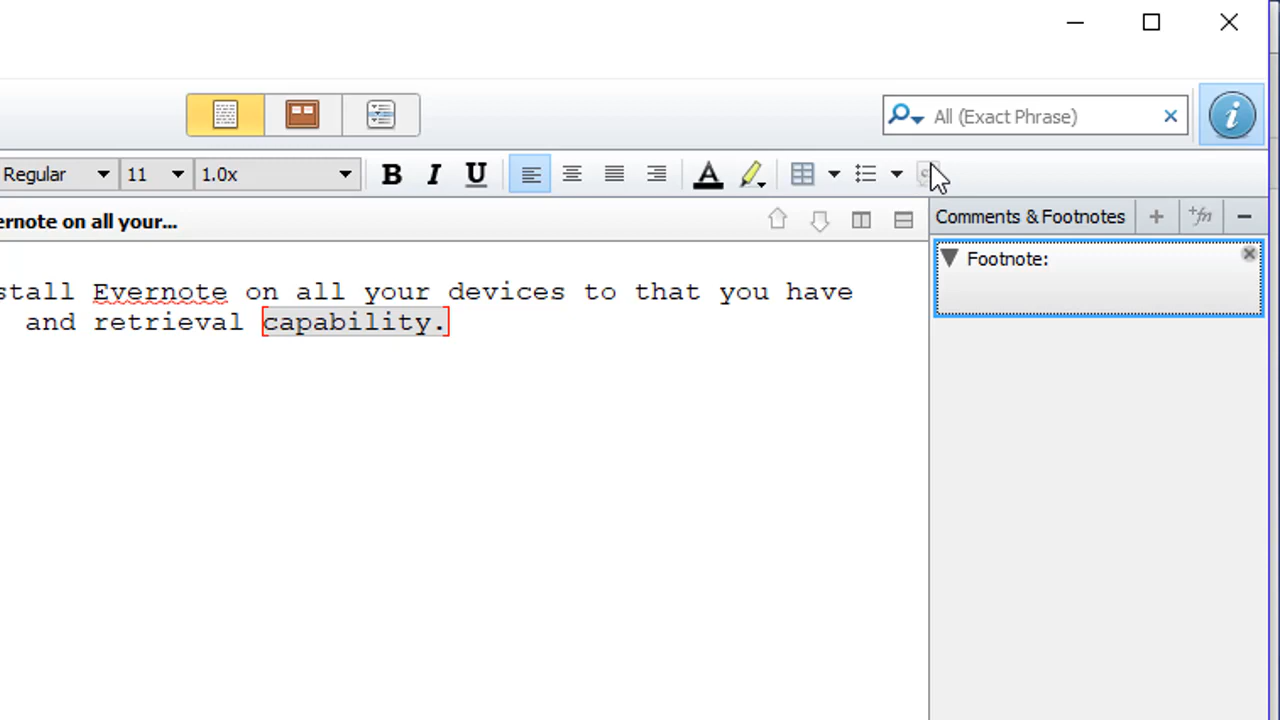 All (Exact Phrase)
i
Regular 11 1.0x B I U A
ernote on all your...
Comments & Footnotes + +fn −
Footnote:
stall Evernote on all your devices to that you have
and retrieval capability.